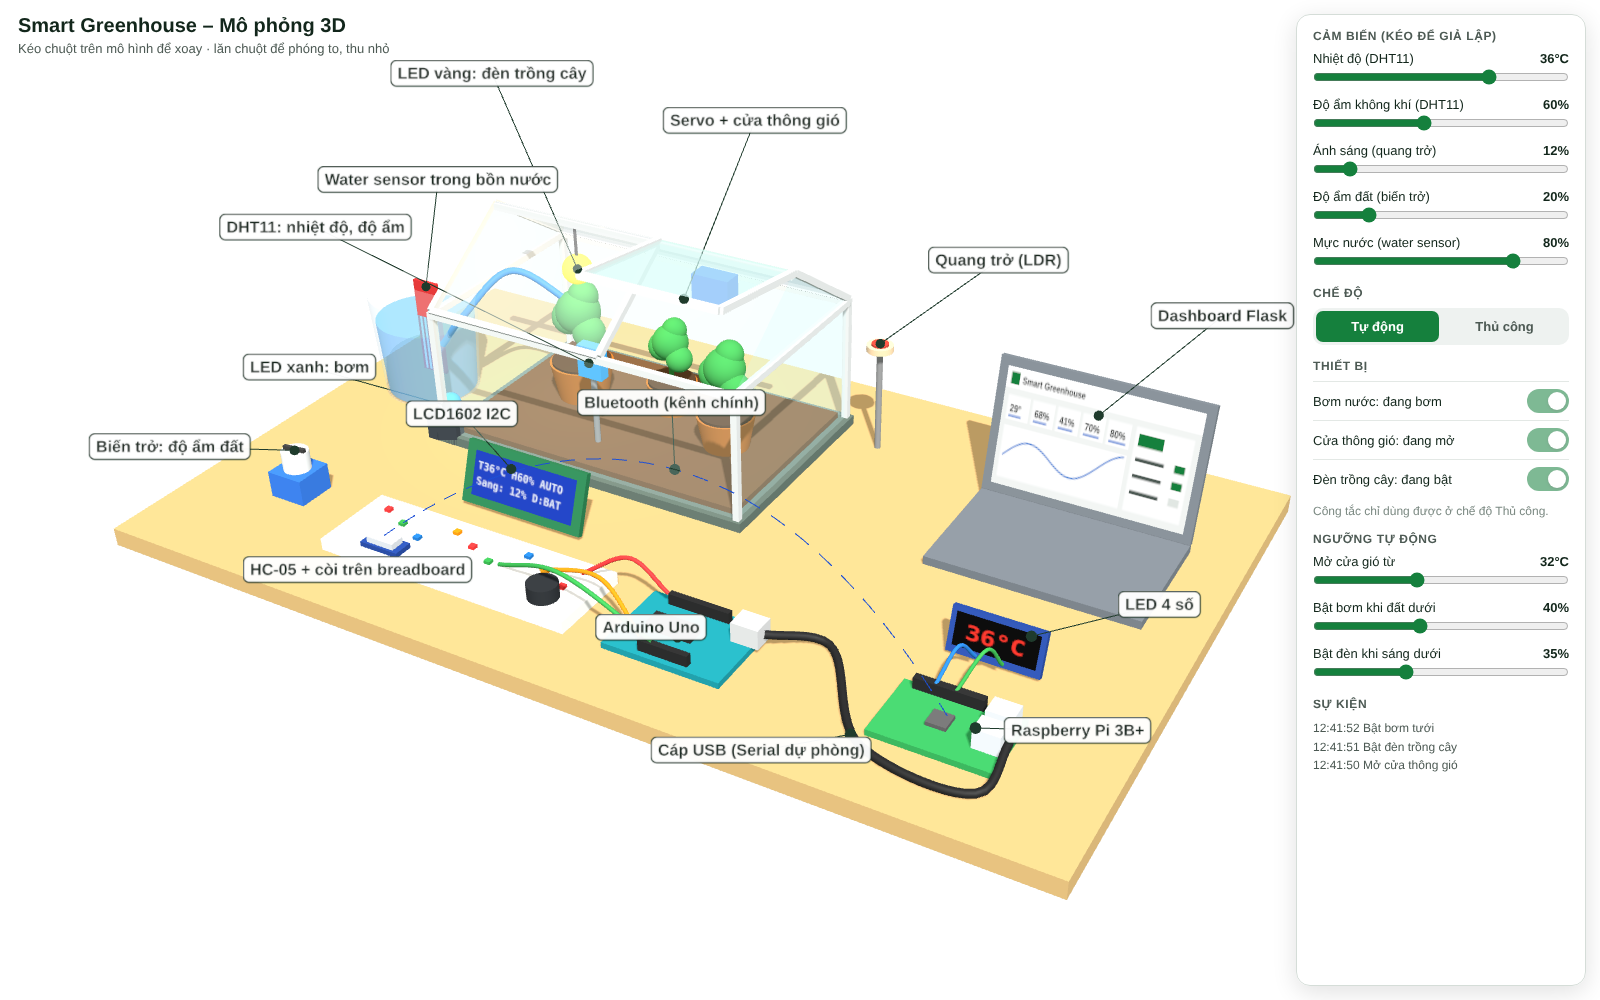 Smart Greenhouse – Mô phỏng 3D
Kéo chuột trên mô hình để xoay · lăn chuột để phóng to, thu nhỏ
LED vàng: đèn trồng cây
Servo + cửa thông gió
Water sensor trong bồn nước
DHT11: nhiệt độ, độ ẩm
Quang trở (LDR)
Dashboard Flask
LED xanh: bơm
LCD1602 I2C
Bluetooth (kênh chính)
Biến trở: độ ẩm đất
Smart Greenhouse
29°
68%
41%
70%
80%
T36°C H60% AUTO
Sang: 12% D:BAT
HC-05 + còi trên breadboard
Arduino Uno
LED 4 số
36°C
Raspberry Pi 3B+
Cáp USB (Serial dự phòng)
CẢM BIẾN (KÉO ĐỂ GIẢ LẬP)
Nhiệt độ (DHT11) 36°C
Độ ẩm không khí (DHT11) 60%
Ánh sáng (quang trở) 12%
Độ ẩm đất (biến trở) 20%
Mực nước (water sensor) 80%
CHẾ ĐỘ
Tự động Thủ công
THIẾT BỊ
Bơm nước: đang bơm
Cửa thông gió: đang mở
Đèn trồng cây: đang bật
Công tắc chỉ dùng được ở chế độ Thủ công.
NGƯỠNG TỰ ĐỘNG
Mở cửa gió từ 32°C
Bật bơm khi đất dưới 40%
Bật đèn khi sáng dưới 35%
SỰ KIỆN
12:41:52 Bật bơm tưới
12:41:51 Bật đèn trồng cây
12:41:50 Mở cửa thông gió